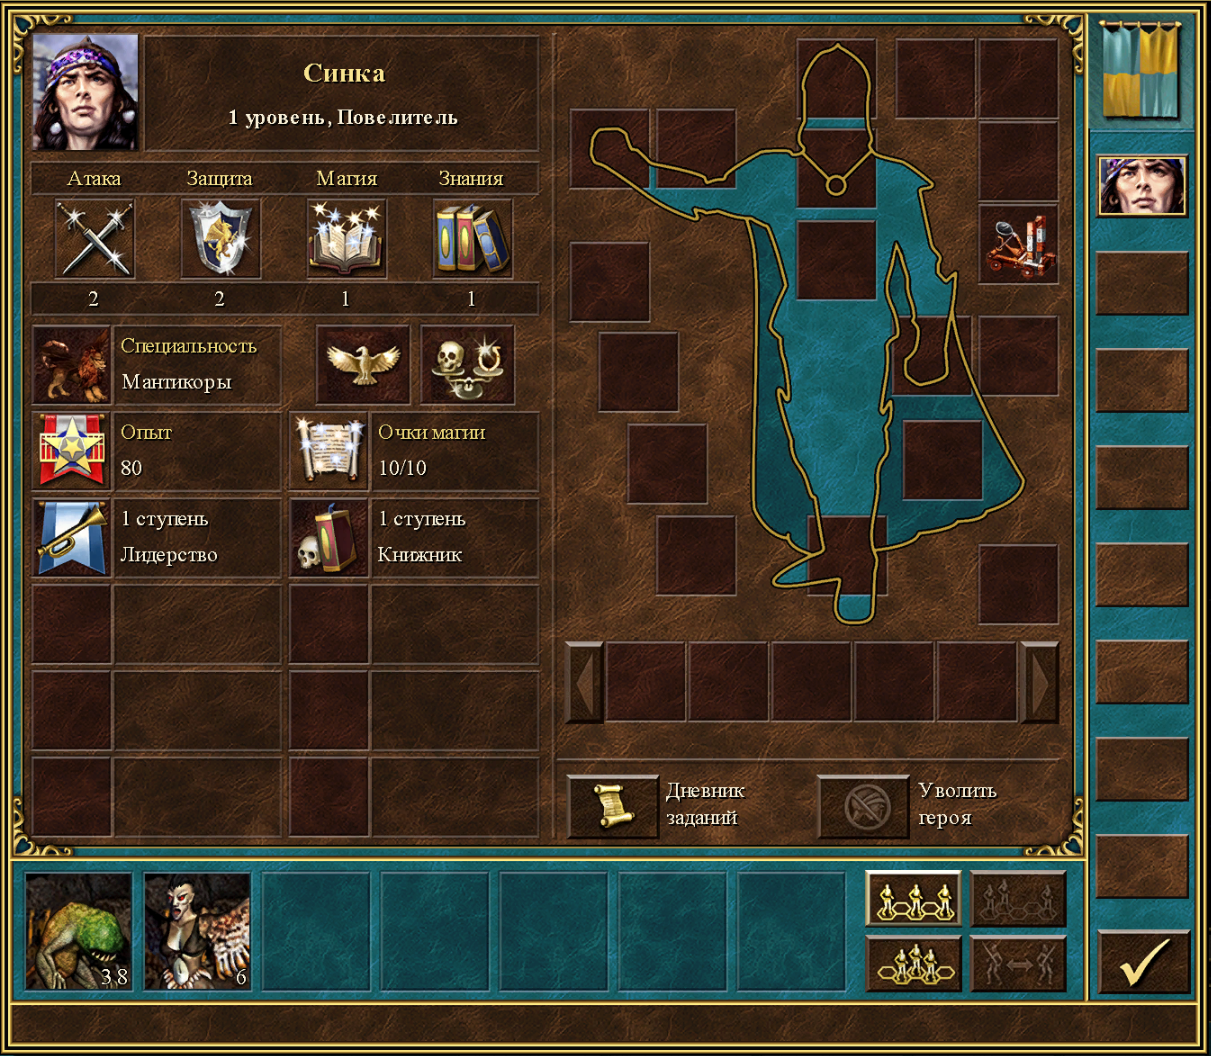 Синка
1 уровень, Повелитель
Атака Защита Магия Знания
2 2 1 1
Специальность
Мантикоры
Опыт
80
Очки магии
10/10
1 ступень
Лидерство
1 ступень
Книжник
Дневник
заданий
Уволить
героя
38 6